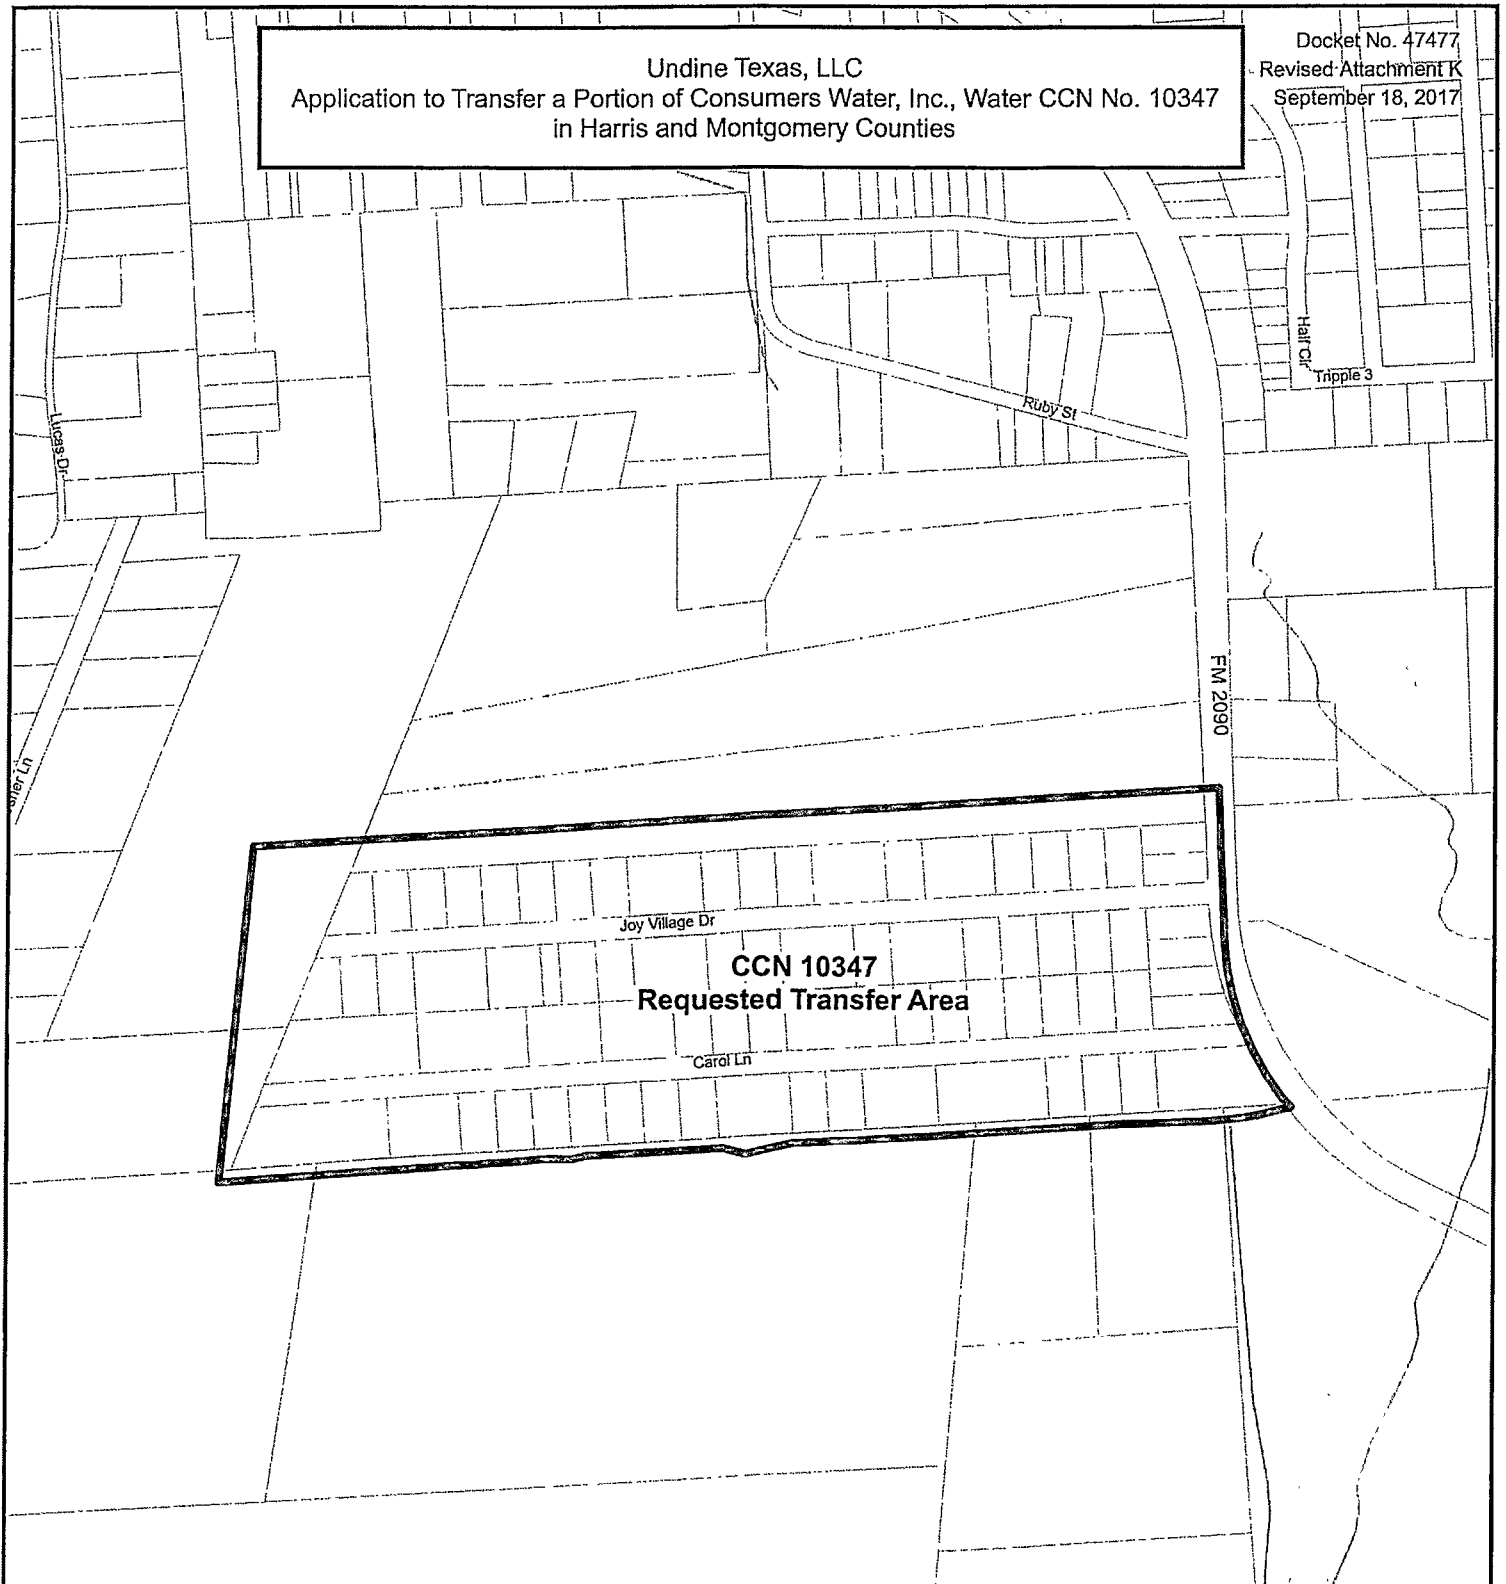 Undine Texas, LLC
Application to Transfer a Portion of Consumers Water, Inc., Water CCN No. 10347
in Harris and Montgomery Counties
Docket No. 47477
Revised Attachment K
September 18, 2017
Half Cir
Tripple 3
Ruby St
Lucas Dr
FM 2090
Ln
Joy Village Dr
CCN 10347
Requested Transfer Area
Carol Ln